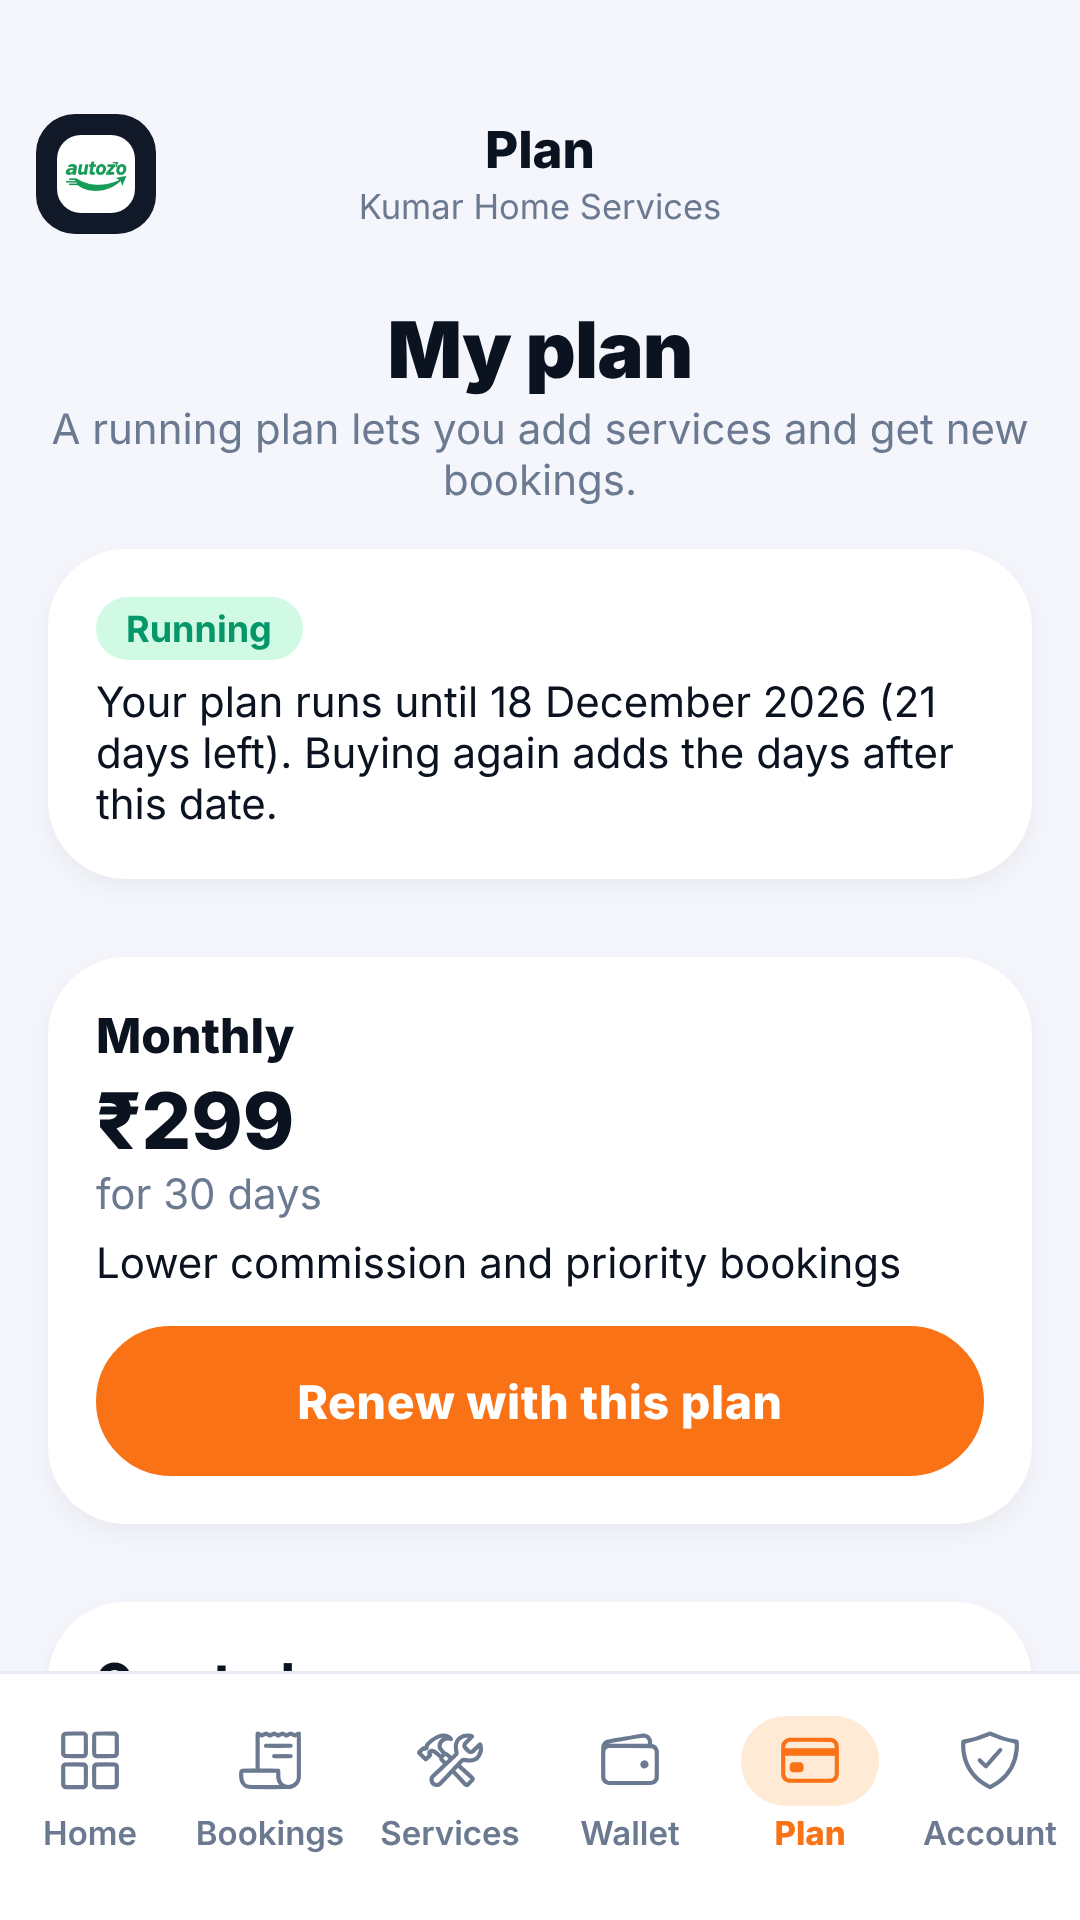 autozo
Plan
Kumar Home Services
My plan
A running plan lets you add services and get new
bookings.
Running
Your plan runs until 18 December 2026 (21
days left). Buying again adds the days after
this date.
Monthly
₹299
for 30 days
Lower commission and priority bookings
Renew with this plan
Home
Bookings
Services
Wallet
Plan
Account